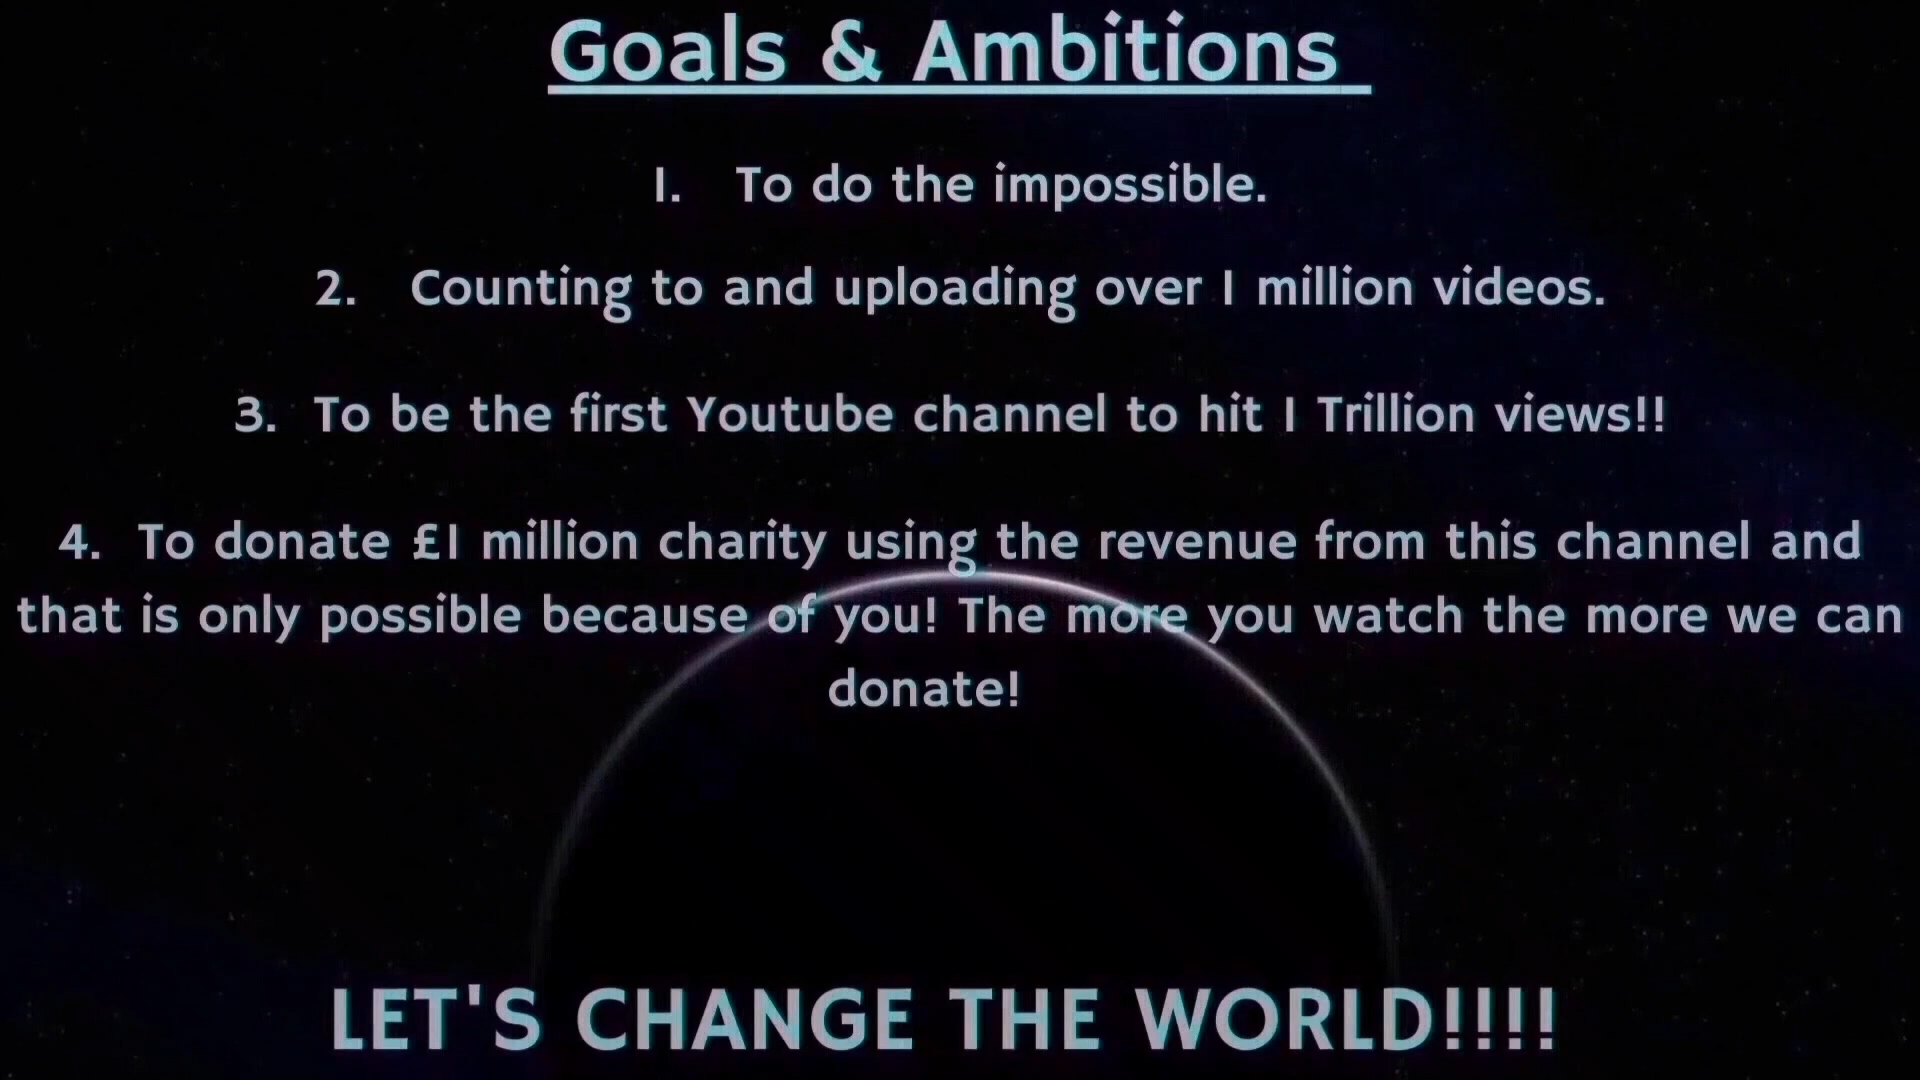 Goals & Ambitions
1. To do the impossible.
2. Counting to and uploading over 1 million videos.
3. To be the first Youtube channel to hit 1 Trillion views!!
4. To donate £1 million charity using the revenue from this channel and
that is only possible because of you! The more you watch the more we can
donate!
LET'S CHANGE THE WORLD!!!!